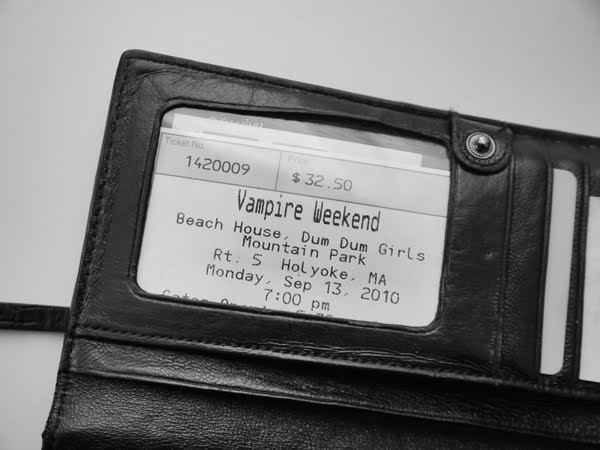 Ticket No. Price
1420009 $32.50
Vampire Weekend
Beach House, Dum Dum Girls
Mountain Park
Rt. 5 Holyoke, MA
Monday, Sep 13, 2010
7:00 pm